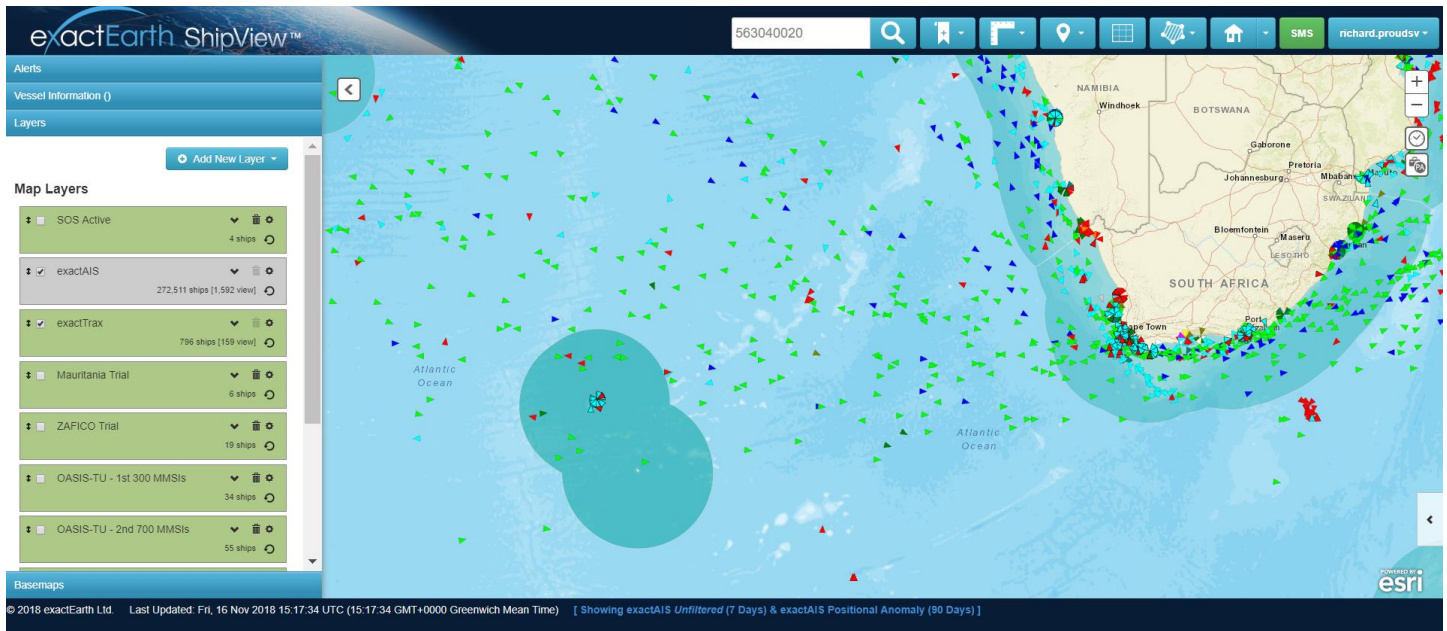 exactEarth ShipView™
563040020
SMS
richard.proudsv
Alerts
Vessel Information ()
Layers
Add New Layer
Map Layers
SOS Active
4 ships
exactAIS
272,511 ships [1,592 view]
exactTrax
796 ships [159 view]
Mauritania Trial
6 ships
ZAFICO Trial
19 ships
OASIS-TU - 1st 300 MMSIs
34 ships
OASIS-TU - 2nd 700 MMSIs
55 ships
Basemaps
NAMIBIA
Windhoek
BOTSWANA
Gaborone
Pretoria
Johannesburg
Bloemfontein
Maseru
LESOTHO
SOUTH AFRICA
Port
Atlantic
Ocean
Atlantic
Ocean
PA
POWERED BY
esri
© 2018 exactEarth Ltd. Last Updated: Fri, 16 Nov 2018 15:17:34 UTC (15:17:34 GMT+0000 Greenwich Mean Time) [ Showing exactAIS Unfiltered (7 Days) & exactAIS Positional Anomaly (90 Days) ]